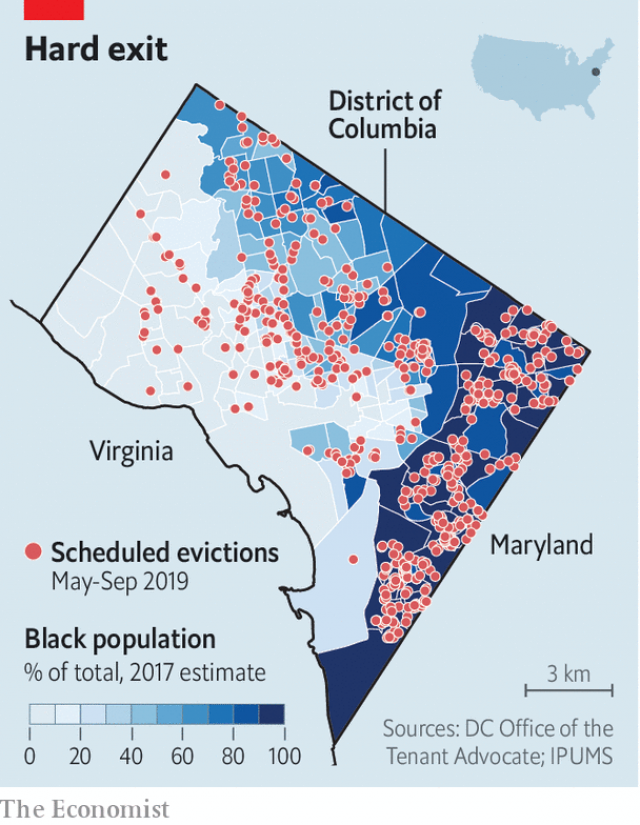 Hard exit
District of
Columbia
Virginia
Maryland
Scheduled evictions
May-Sep 2019
Black population
% of total, 2017 estimate
0 20 40 60 80 100
3 km
Sources: DC Office of the
Tenant Advocate; IPUMS
The Economist